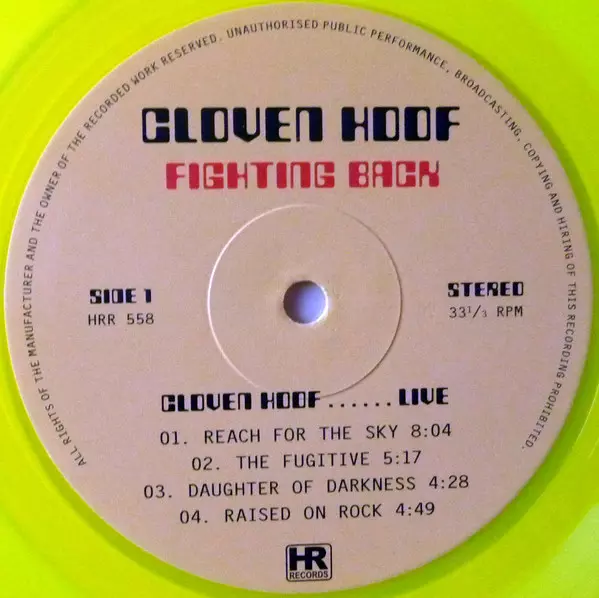 ALL RIGHTS OF THE MANUFACTURER AND THE OWNER OF THE RECORDED WORK RESERVED. UNAUTHORISED PUBLIC PERFORMANCE, BROADCASTING, COPYING AND HIRING OF THIS RECORDING PROHIBITED.
CLOVEN HOOF
FIGHTING BACK
SIDE 1
HRR 558
STEREO
33¹/₃ RPM
CLOVEN HOOF......LIVE
01. REACH FOR THE SKY 8:04
02. THE FUGITIVE 5:17
03. DAUGHTER OF DARKNESS 4:28
04. RAISED ON ROCK 4:49
HR
RECORDS